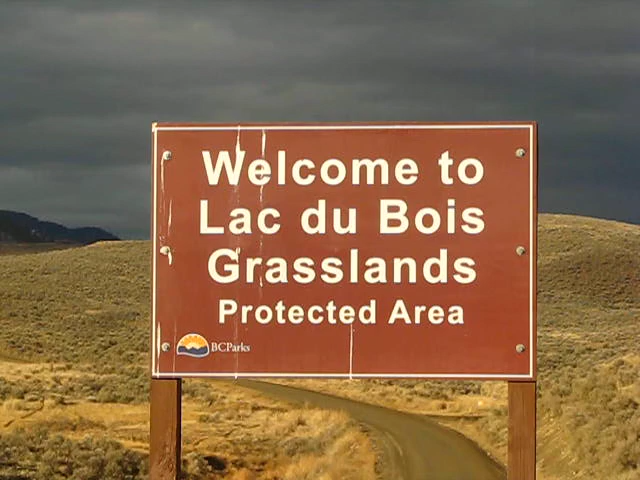 Welcome to
Lac du Bois
Grasslands
Protected Area
BCParks